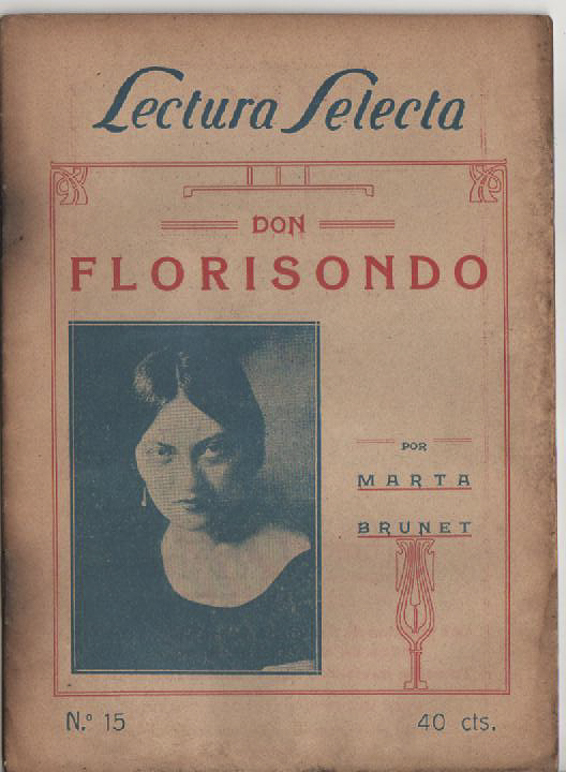 Lectura Selecta
DON
FLORISONDO
POR
MARTA
BRUNET
N.º 15
40 cts.